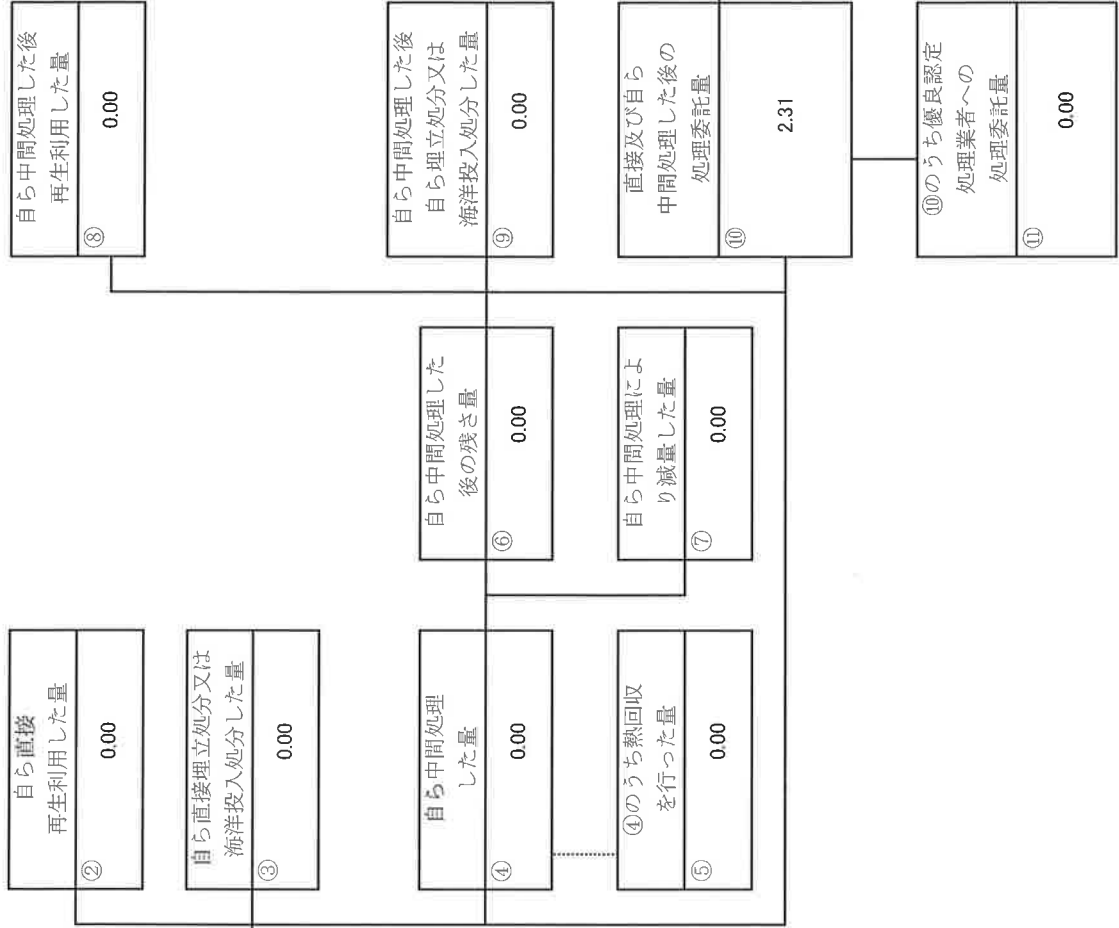 自ら直接
再生利用した量
②
0.00
自ら直接埋立処分又は
海洋投入処分した量
③
0.00
自ら中間処理
した量
④
0.00
④のうち熱回収
を行った量
⑤
0.00
自ら中間処理した
後の残さ量
⑥
0.00
自ら中間処理によ
り減量した量
⑦
0.00
自ら中間処理した後
再生利用した量
⑧
0.00
自ら中間処理した後
自ら埋立処分又は
海洋投入処分した量
⑨
0.00
直接及び自ら
中間処理した後の
処理委託量
⑩
2.31
⑩のうち優良認定
処理業者への
処理委託量
⑪
0.00